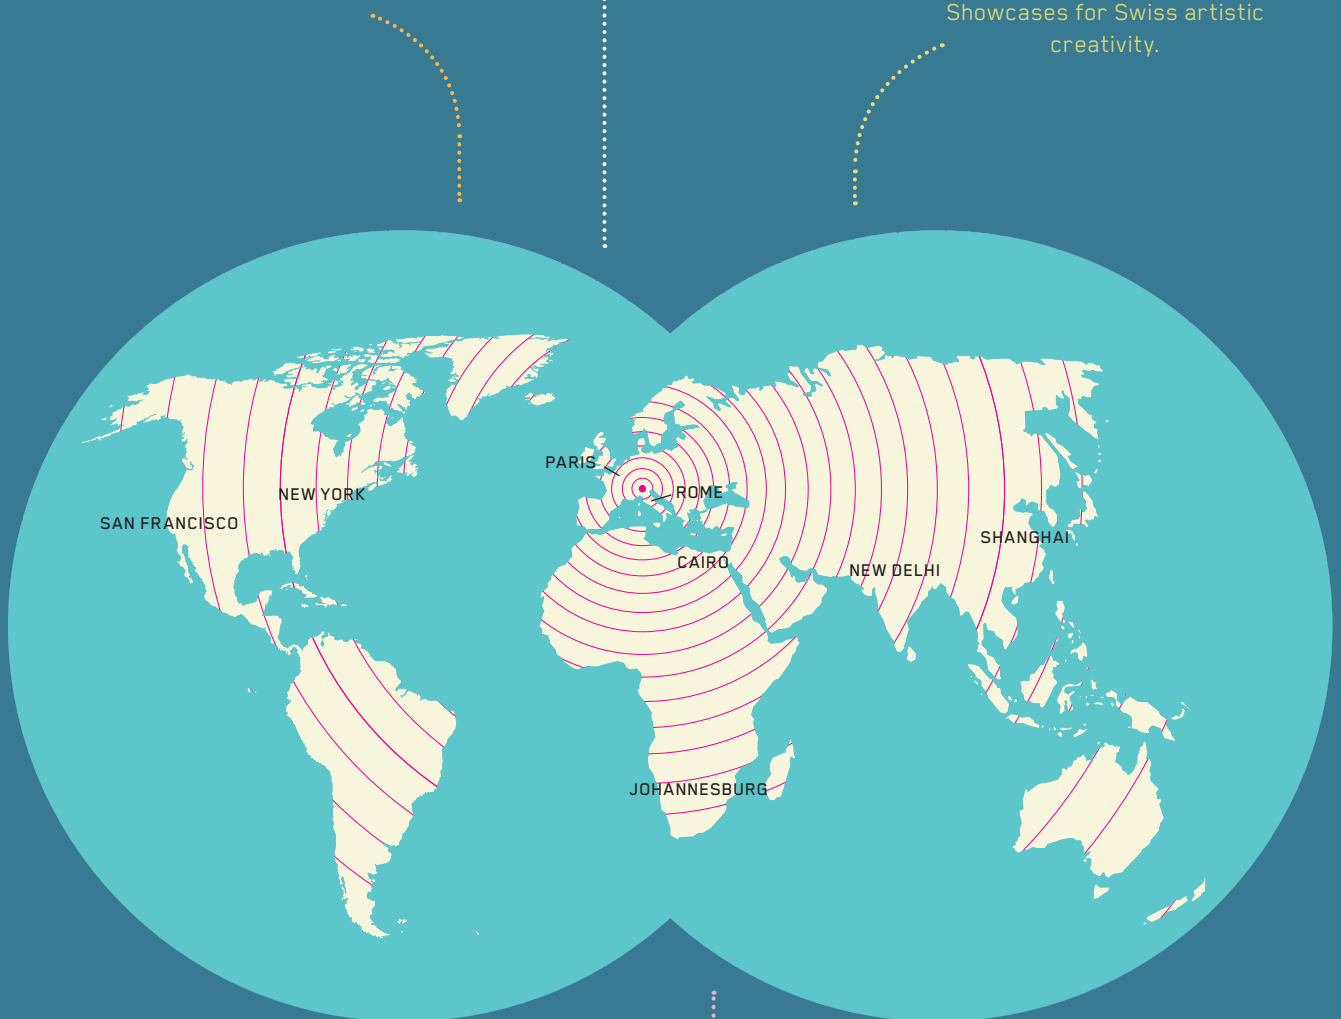 Showcases for Swiss artistic
creativity.
PARIS
ROME
NEW YORK
SAN FRANCISCO
SHANGHAI
CAIRO
NEW DELHI
JOHANNESBURG